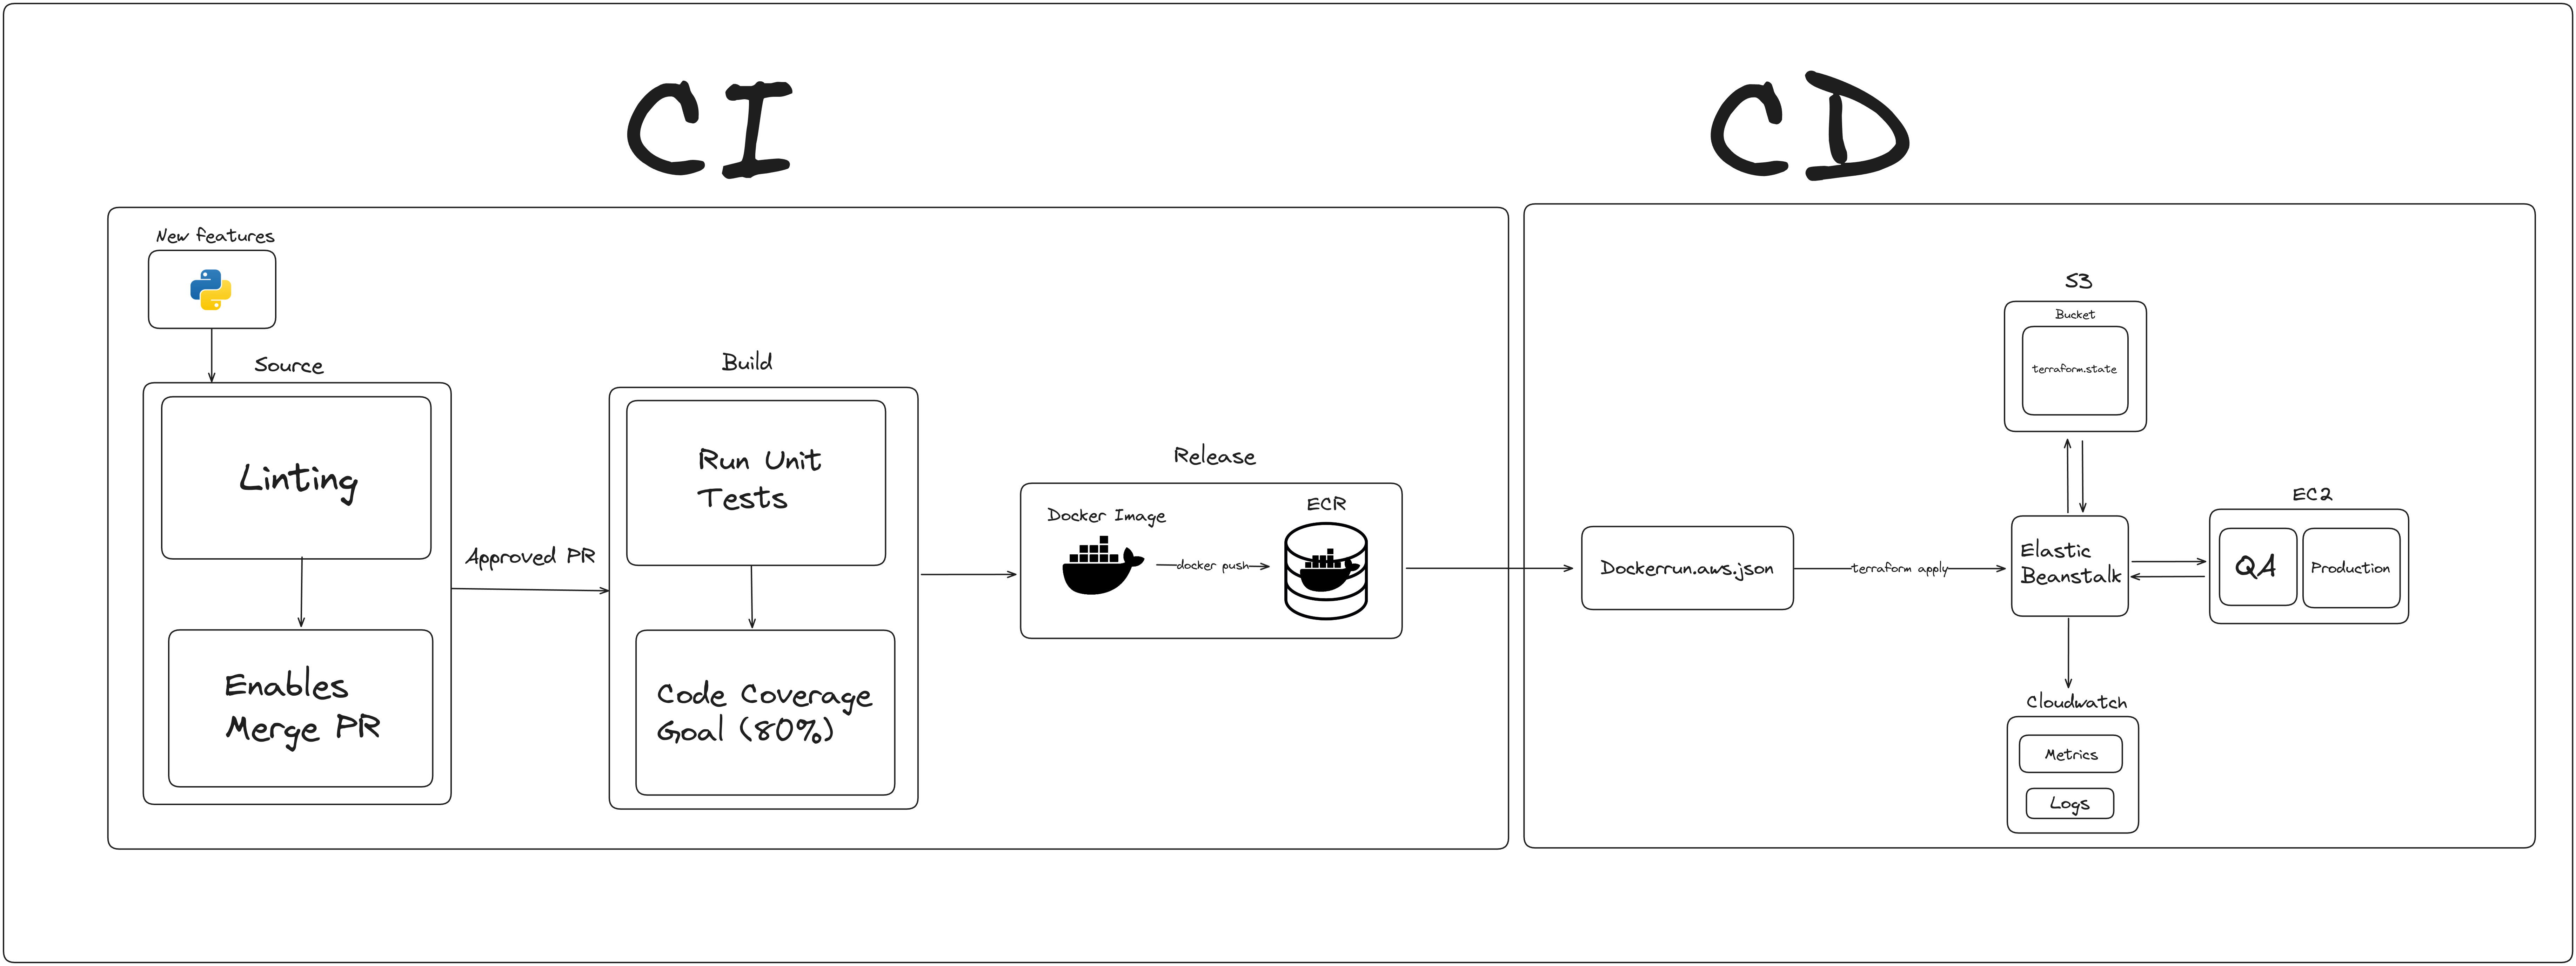 CI
CD
New features
Source
Linting
Enables
Merge PR
Approved PR
Build
Run Unit
Tests
Code Coverage
Goal (80%)
Release
Docker Image
docker push
ECR
Dockerrun.aws.json
terraform apply
S3
Bucket
terraform.state
Elastic
Beanstalk
EC2
QA
Production
Cloudwatch
Metrics
Logs